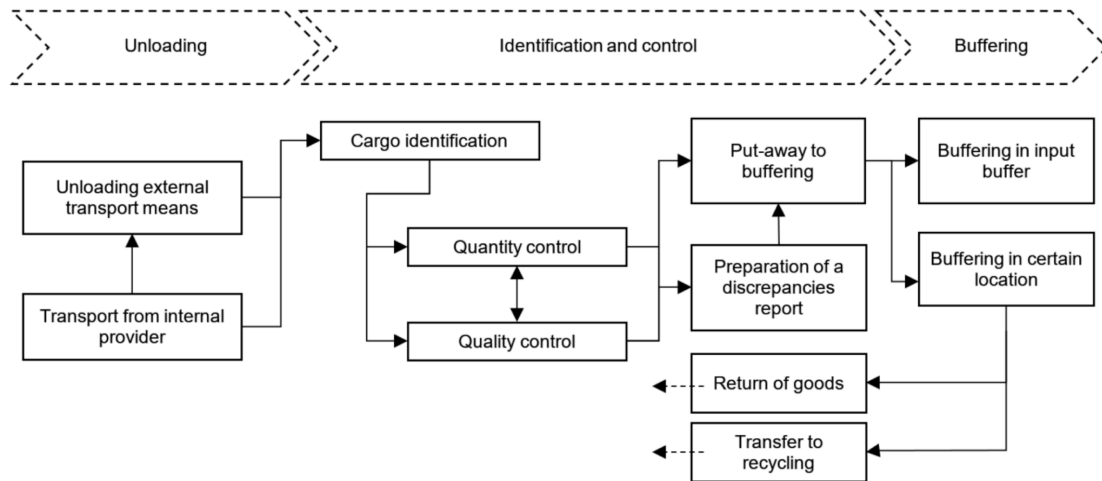 Unloading
Identification and control
Buffering
Cargo identification
Unloading external
transport means
Transport from internal
provider
Quantity control
Quality control
Put-away to
buffering
Preparation of a
discrepancies
report
Return of goods
Transfer to
recycling
Buffering in input
buffer
Buffering in certain
location